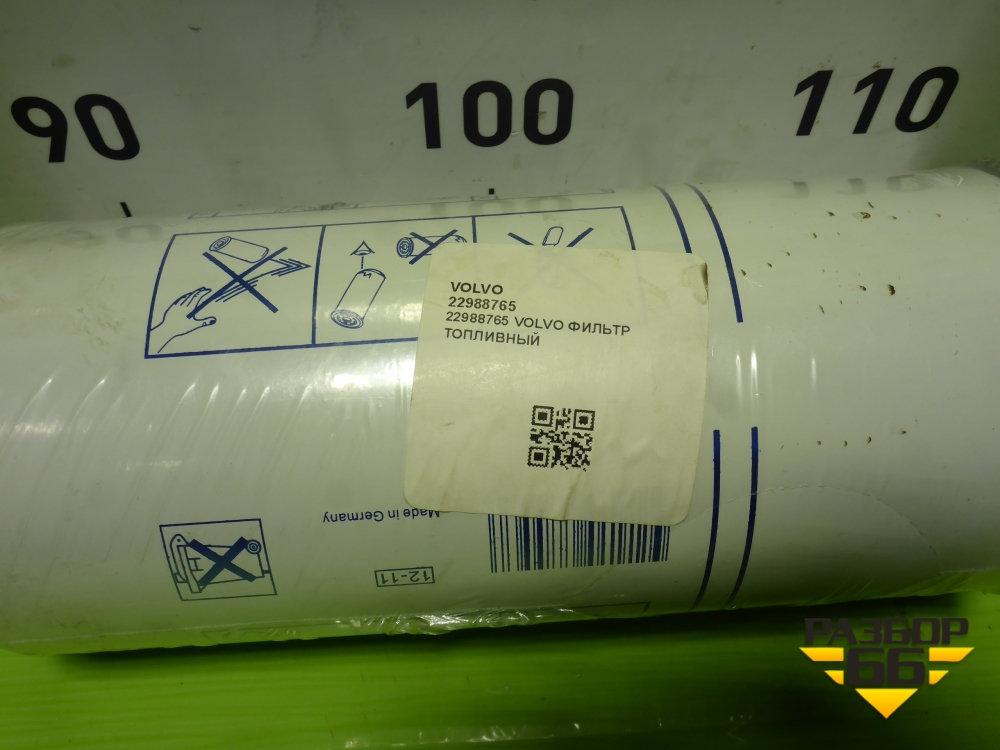 90
100
110
VOLVO
22988765
22988765 VOLVO ФИЛЬТР
ТОПЛИВНЫЙ
Made in Germany
12-11
РАЗБОР
66